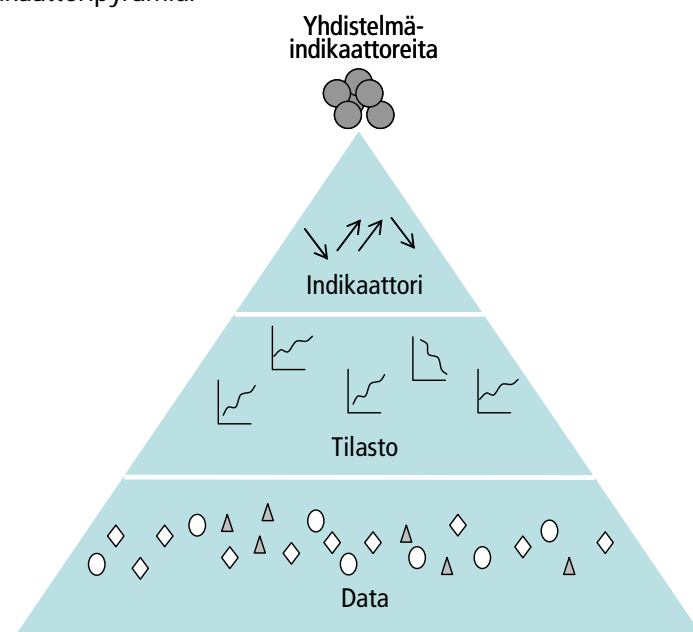 Yhdistelmä-
indikaattoreita
Indikaattori
Tilasto
Data